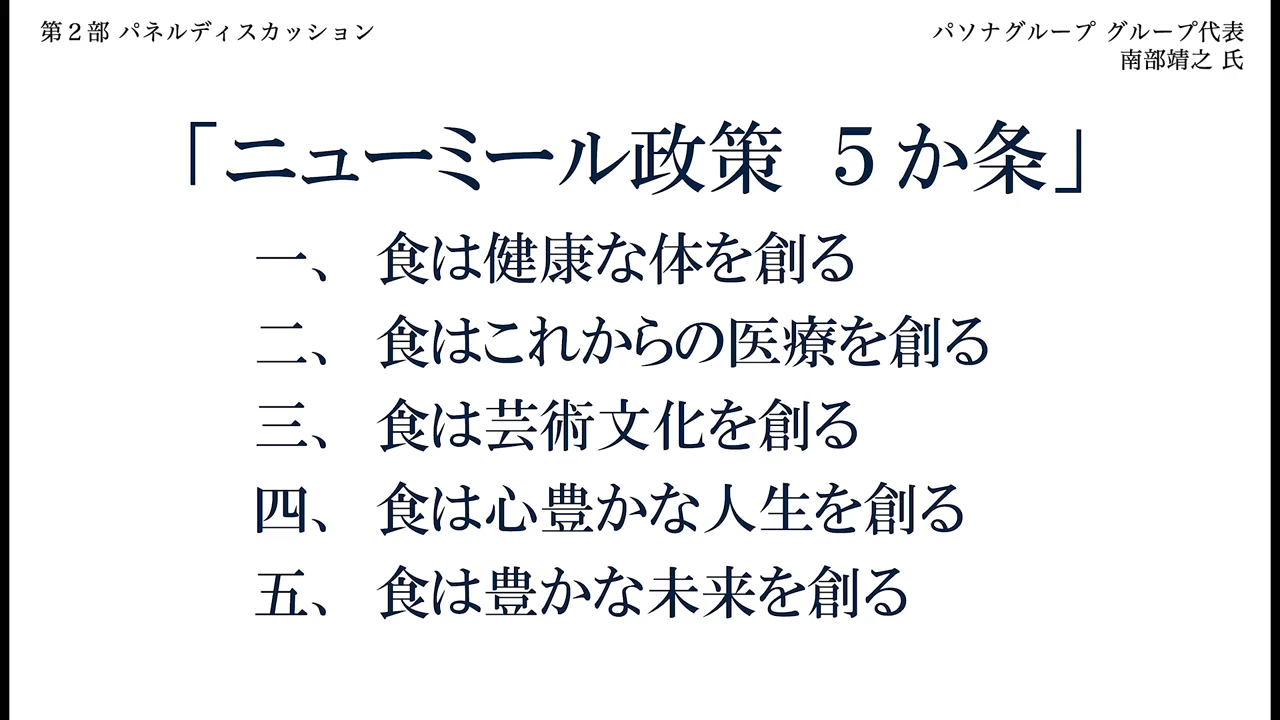 第２部 パネルディスカッション
パソナグループ グループ代表
南部靖之 氏
「ニューミール政策 ５か条」
一、 食は健康な体を創る
二、 食はこれからの医療を創る
三、 食は芸術文化を創る
四、 食は心豊かな人生を創る
五、 食は豊かな未来を創る